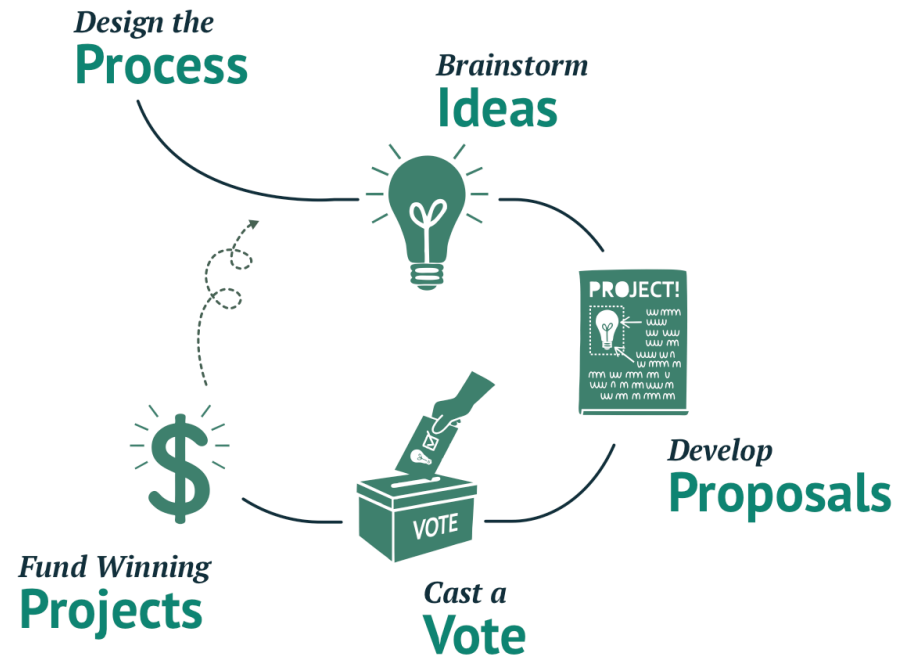 Design the
Process
Brainstorm
Ideas
PROJECT!
Develop
Proposals
VOTE
Cast a
Vote
Fund Winning
Projects